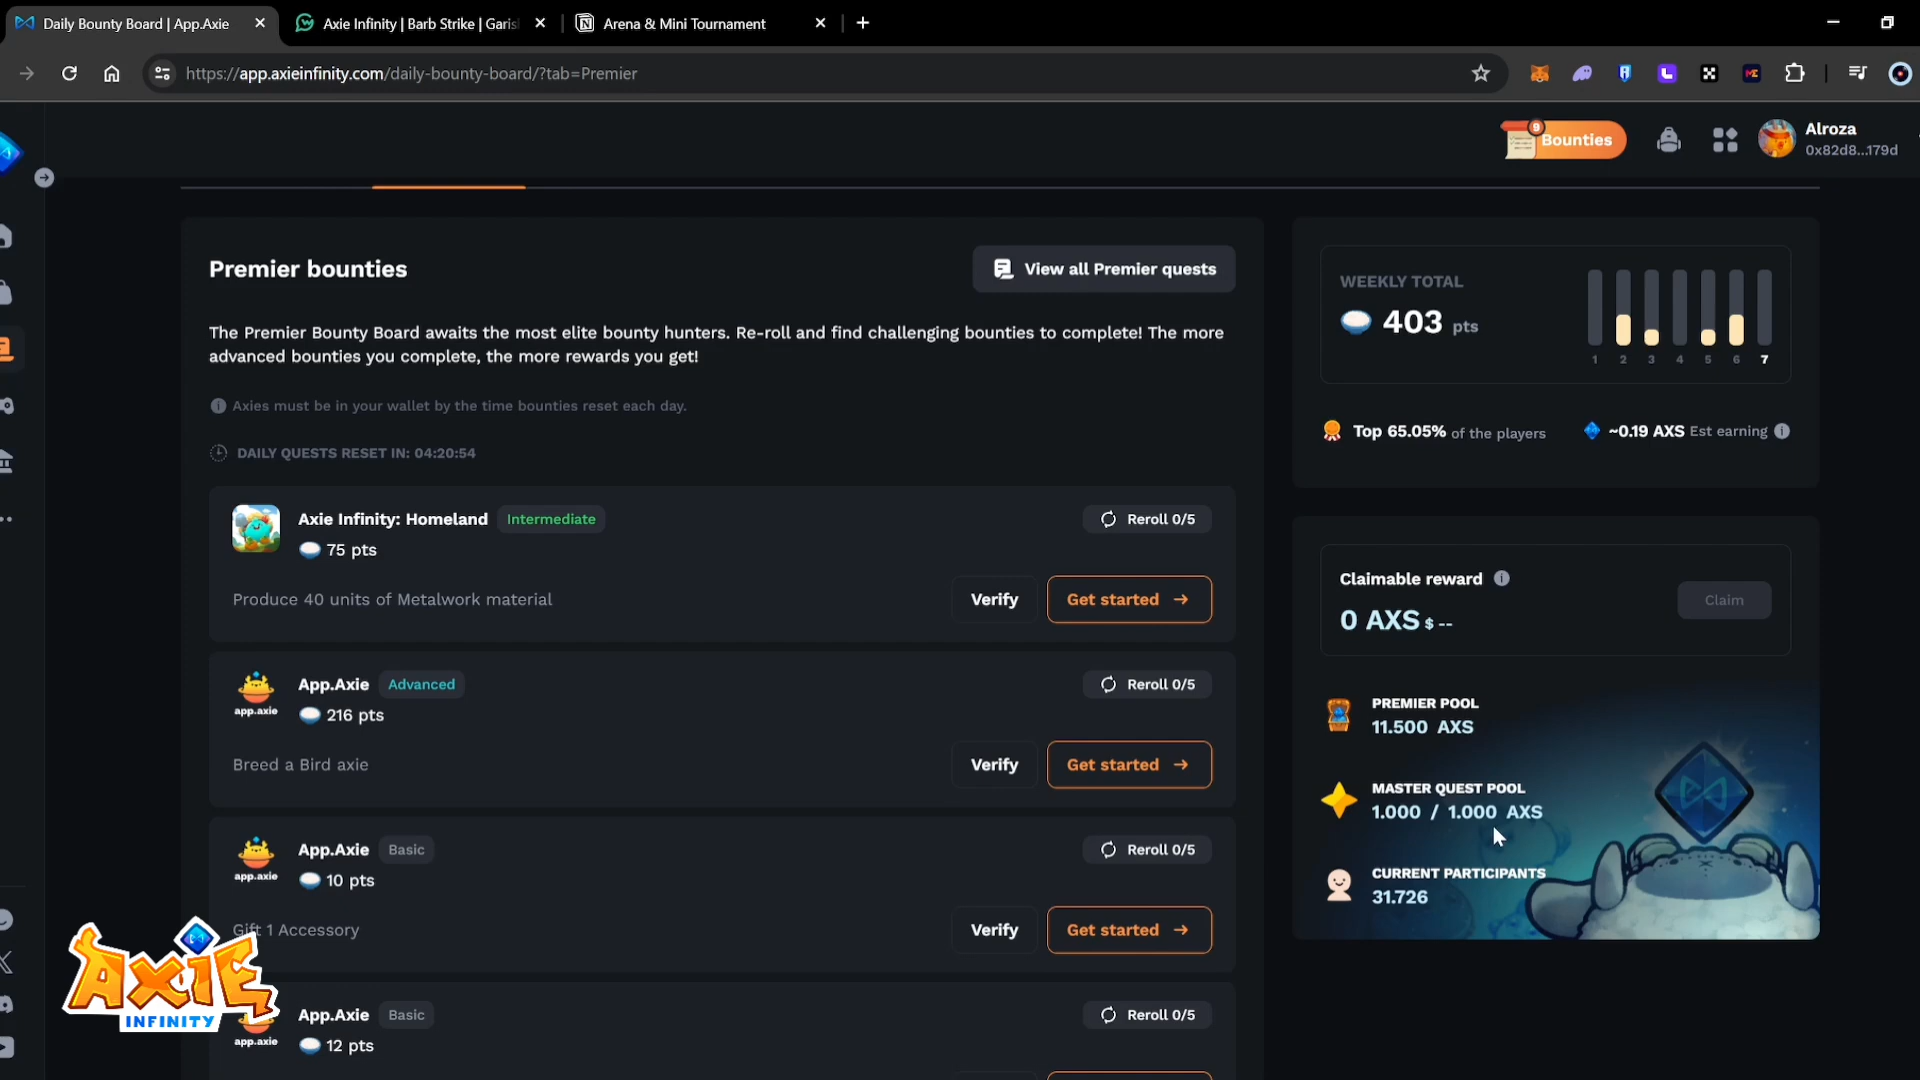 Daily Bounty Board | App.Axie
Axie Infinity | Barb Strike | Garis
Arena & Mini Tournament
https://app.axieinfinity.com/daily-bounty-board/?tab=Premier
9
Bounties
Alroza
0x82d8...179d
Premier bounties
View all Premier quests
The Premier Bounty Board awaits the most elite bounty hunters. Re-roll and find challenging bounties to complete! The more
advanced bounties you complete, the more rewards you get!
Axies must be in your wallet by the time bounties reset each day.
DAILY QUESTS RESET IN: 04:20:54
Axie Infinity: Homeland Intermediate
Reroll 0/5
75 pts
Produce 40 units of Metalwork material
Verify
Get started
App.Axie Advanced
Reroll 0/5
app.axie
216 pts
Breed a Bird axie
Verify
Get started
App.Axie Basic
Reroll 0/5
app.axie
10 pts
Gift 1 Accessory
Verify
Get started
App.Axie Basic
Reroll 0/5
app.axie
12 pts
WEEKLY TOTAL
403 pts
1 2 3 4 5 6 7
Top 65.05% of the players
~0.19 AXS Est earning
Claimable reward
0 AXS $ --
Claim
PREMIER POOL
11.500 AXS
MASTER QUEST POOL
1.000 / 1.000 AXS
CURRENT PARTICIPANTS
31.726
AXIE
INFINITY